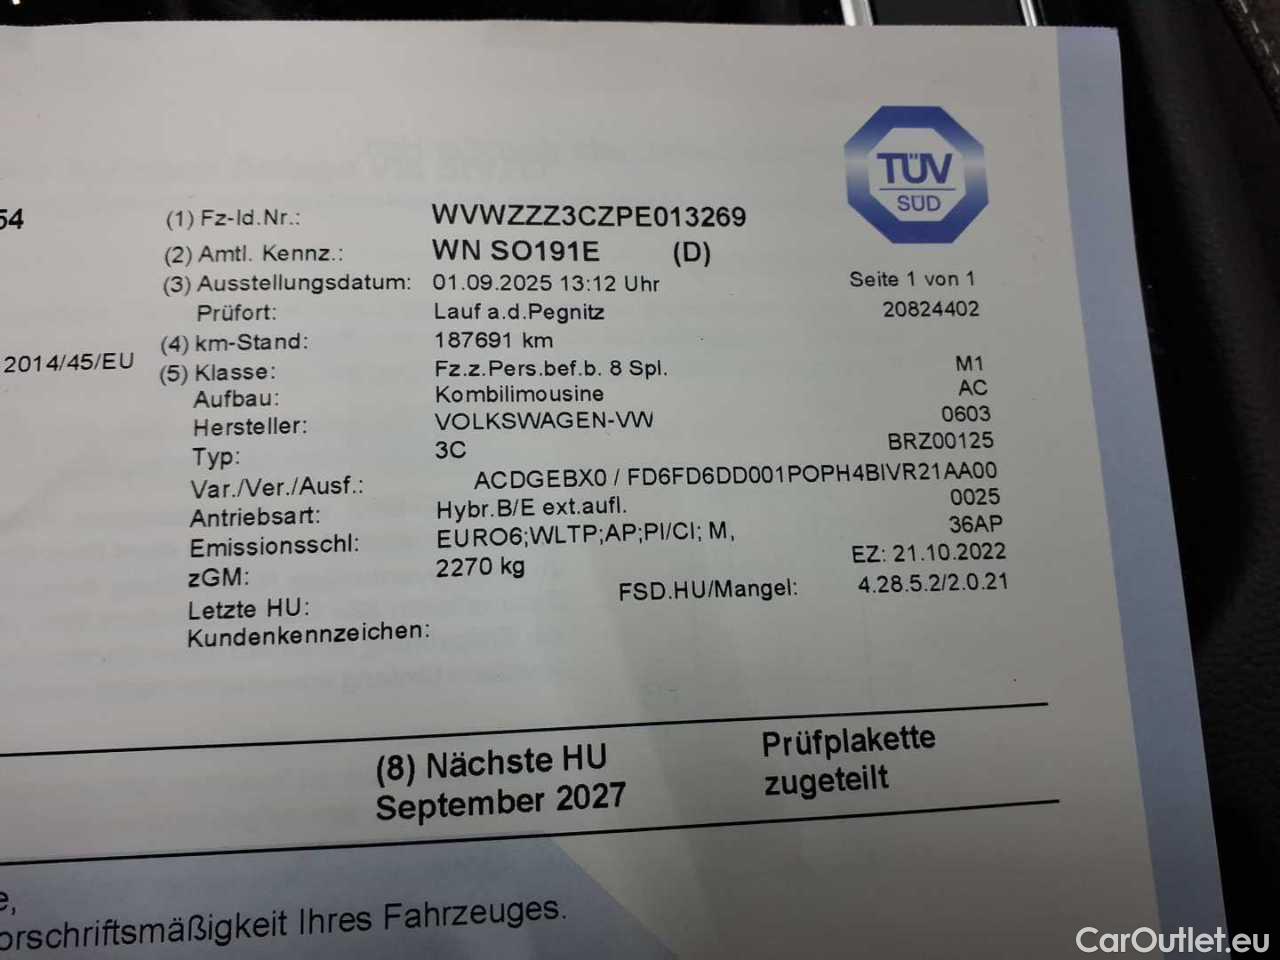 TÜV
SÜD
54
(1) Fz-Id.Nr.: WVWZZZ3CZPE013269
(2) Amtl. Kennz.: WN SO191E (D)
(3) Ausstellungsdatum: 01.09.2025 13:12 Uhr Seite 1 von 1
Prüfort: Lauf a.d.Pegnitz 20824402
2014/45/EU (4) km-Stand: 187691 km
(5) Klasse: Fz.z.Pers.bef.b. 8 Spl. M1
Aufbau: Kombilimousine AC
Hersteller: VOLKSWAGEN-VW 0603
Typ: 3C BRZ00125
Var./Ver./Ausf.: ACDGEBX0 / FD6FD6DD001POPH4BIVR21AA00
Antriebsart: Hybr.B/E ext.aufl. 0025
Emissionsschl: EURO6;WLTP;AP;PI/CI; M, 36AP
zGM: 2270 kg EZ: 21.10.2022
Letzte HU: FSD.HU/Mangel: 4.28.5.2/2.0.21
Kundenkennzeichen:
(8) Nächste HU Prüfplakette
September 2027 zugeteilt
e,
orschriftsmäßigkeit Ihres Fahrzeuges.
CarOutlet.eu